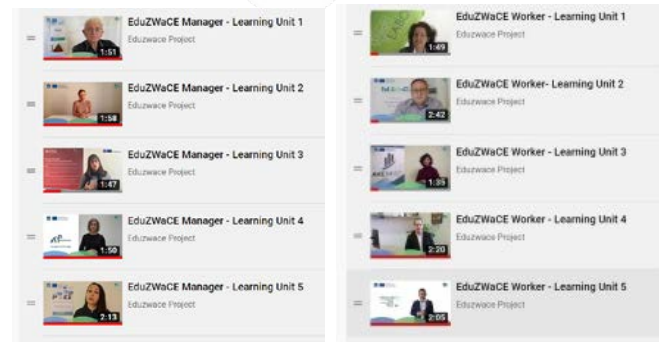 EduZWaCE Manager - Learning Unit 1
Eduzwace Project
1:51
EduZWaCE Manager - Learning Unit 2
Eduzwace Project
1:58
EduZWaCE Manager - Learning Unit 3
Eduzwace Project
1:47
EduZWaCE Manager - Learning Unit 4
Eduzwace Project
1:50
EduZWaCE Manager - Learning Unit 5
Eduzwace Project
2:13
EduZWaCE Worker - Learning Unit 1
Eduzwace Project
1:49
EduZWaCE Worker- Learning Unit 2
Eduzwace Project
2:42
EduZWaCE Worker - Learning Unit 3
Eduzwace Project
1:35
EduZWaCE Worker - Learning Unit 4
Eduzwace Project
2:20
EduZWaCE Worker - Learning Unit 5
Eduzwace Project
2:05